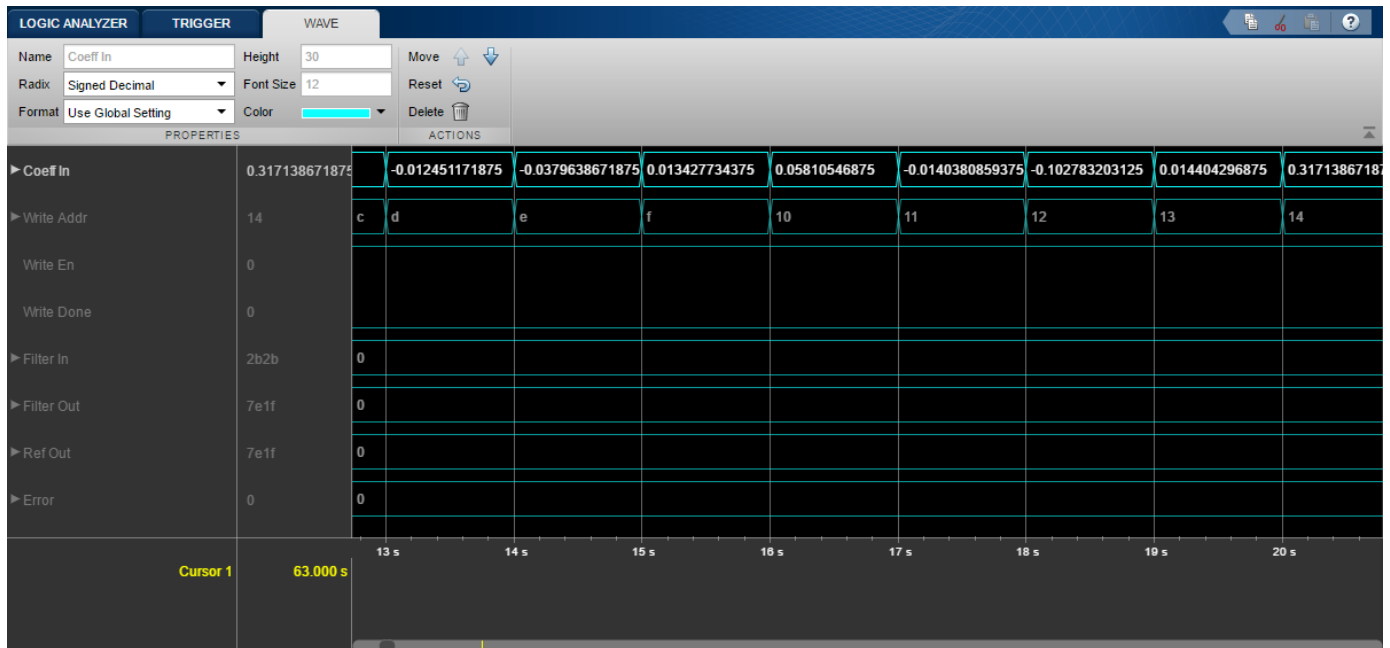 LOGIC ANALYZER TRIGGER WAVE
Name Coeff In Height 30 Move
Radix Signed Decimal Font Size 12 Reset
Format Use Global Setting Color Delete
PROPERTIES ACTIONS
Coeff In 0.317138671875 -0.012451171875 -0.0379638671875 0.013427734375 0.05810546875 -0.0140380859375 -0.102783203125 0.014404296875 0.31713867187
Write Addr 14 c d e f 10 11 12 13 14
Write En 0
Write Done 0
Filter In 2b2b 0
Filter Out 7e1f 0
Ref Out 7e1f 0
Error 0 0
13 s 14 s 15 s 16 s 17 s 18 s 19 s 20 s
Cursor 1 63.000 s